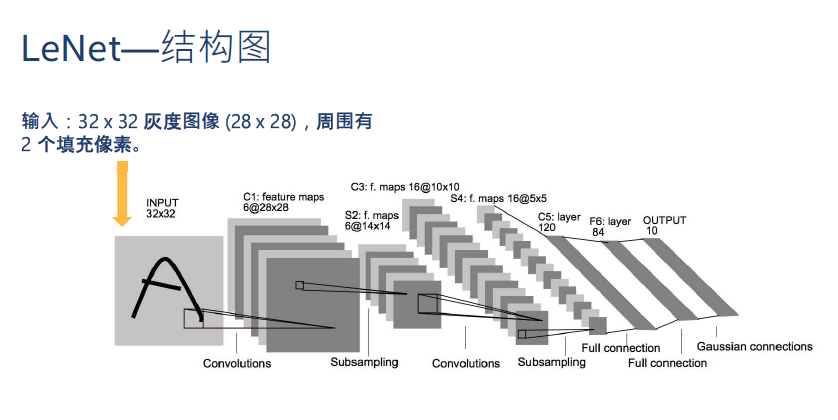 LeNet—结构图
输入：32 x 32 灰度图像 (28 x 28)，周围有
2 个填充像素。
INPUT
32x32
C1: feature maps
6@28x28
C3: f. maps 16@10x10
S2: f. maps
6@14x14
S4: f. maps 16@5x5
C5: layer
120
F6: layer
84
OUTPUT
10
Convolutions
Subsampling
Convolutions
Subsampling
Full connection
Full connection
Gaussian connections